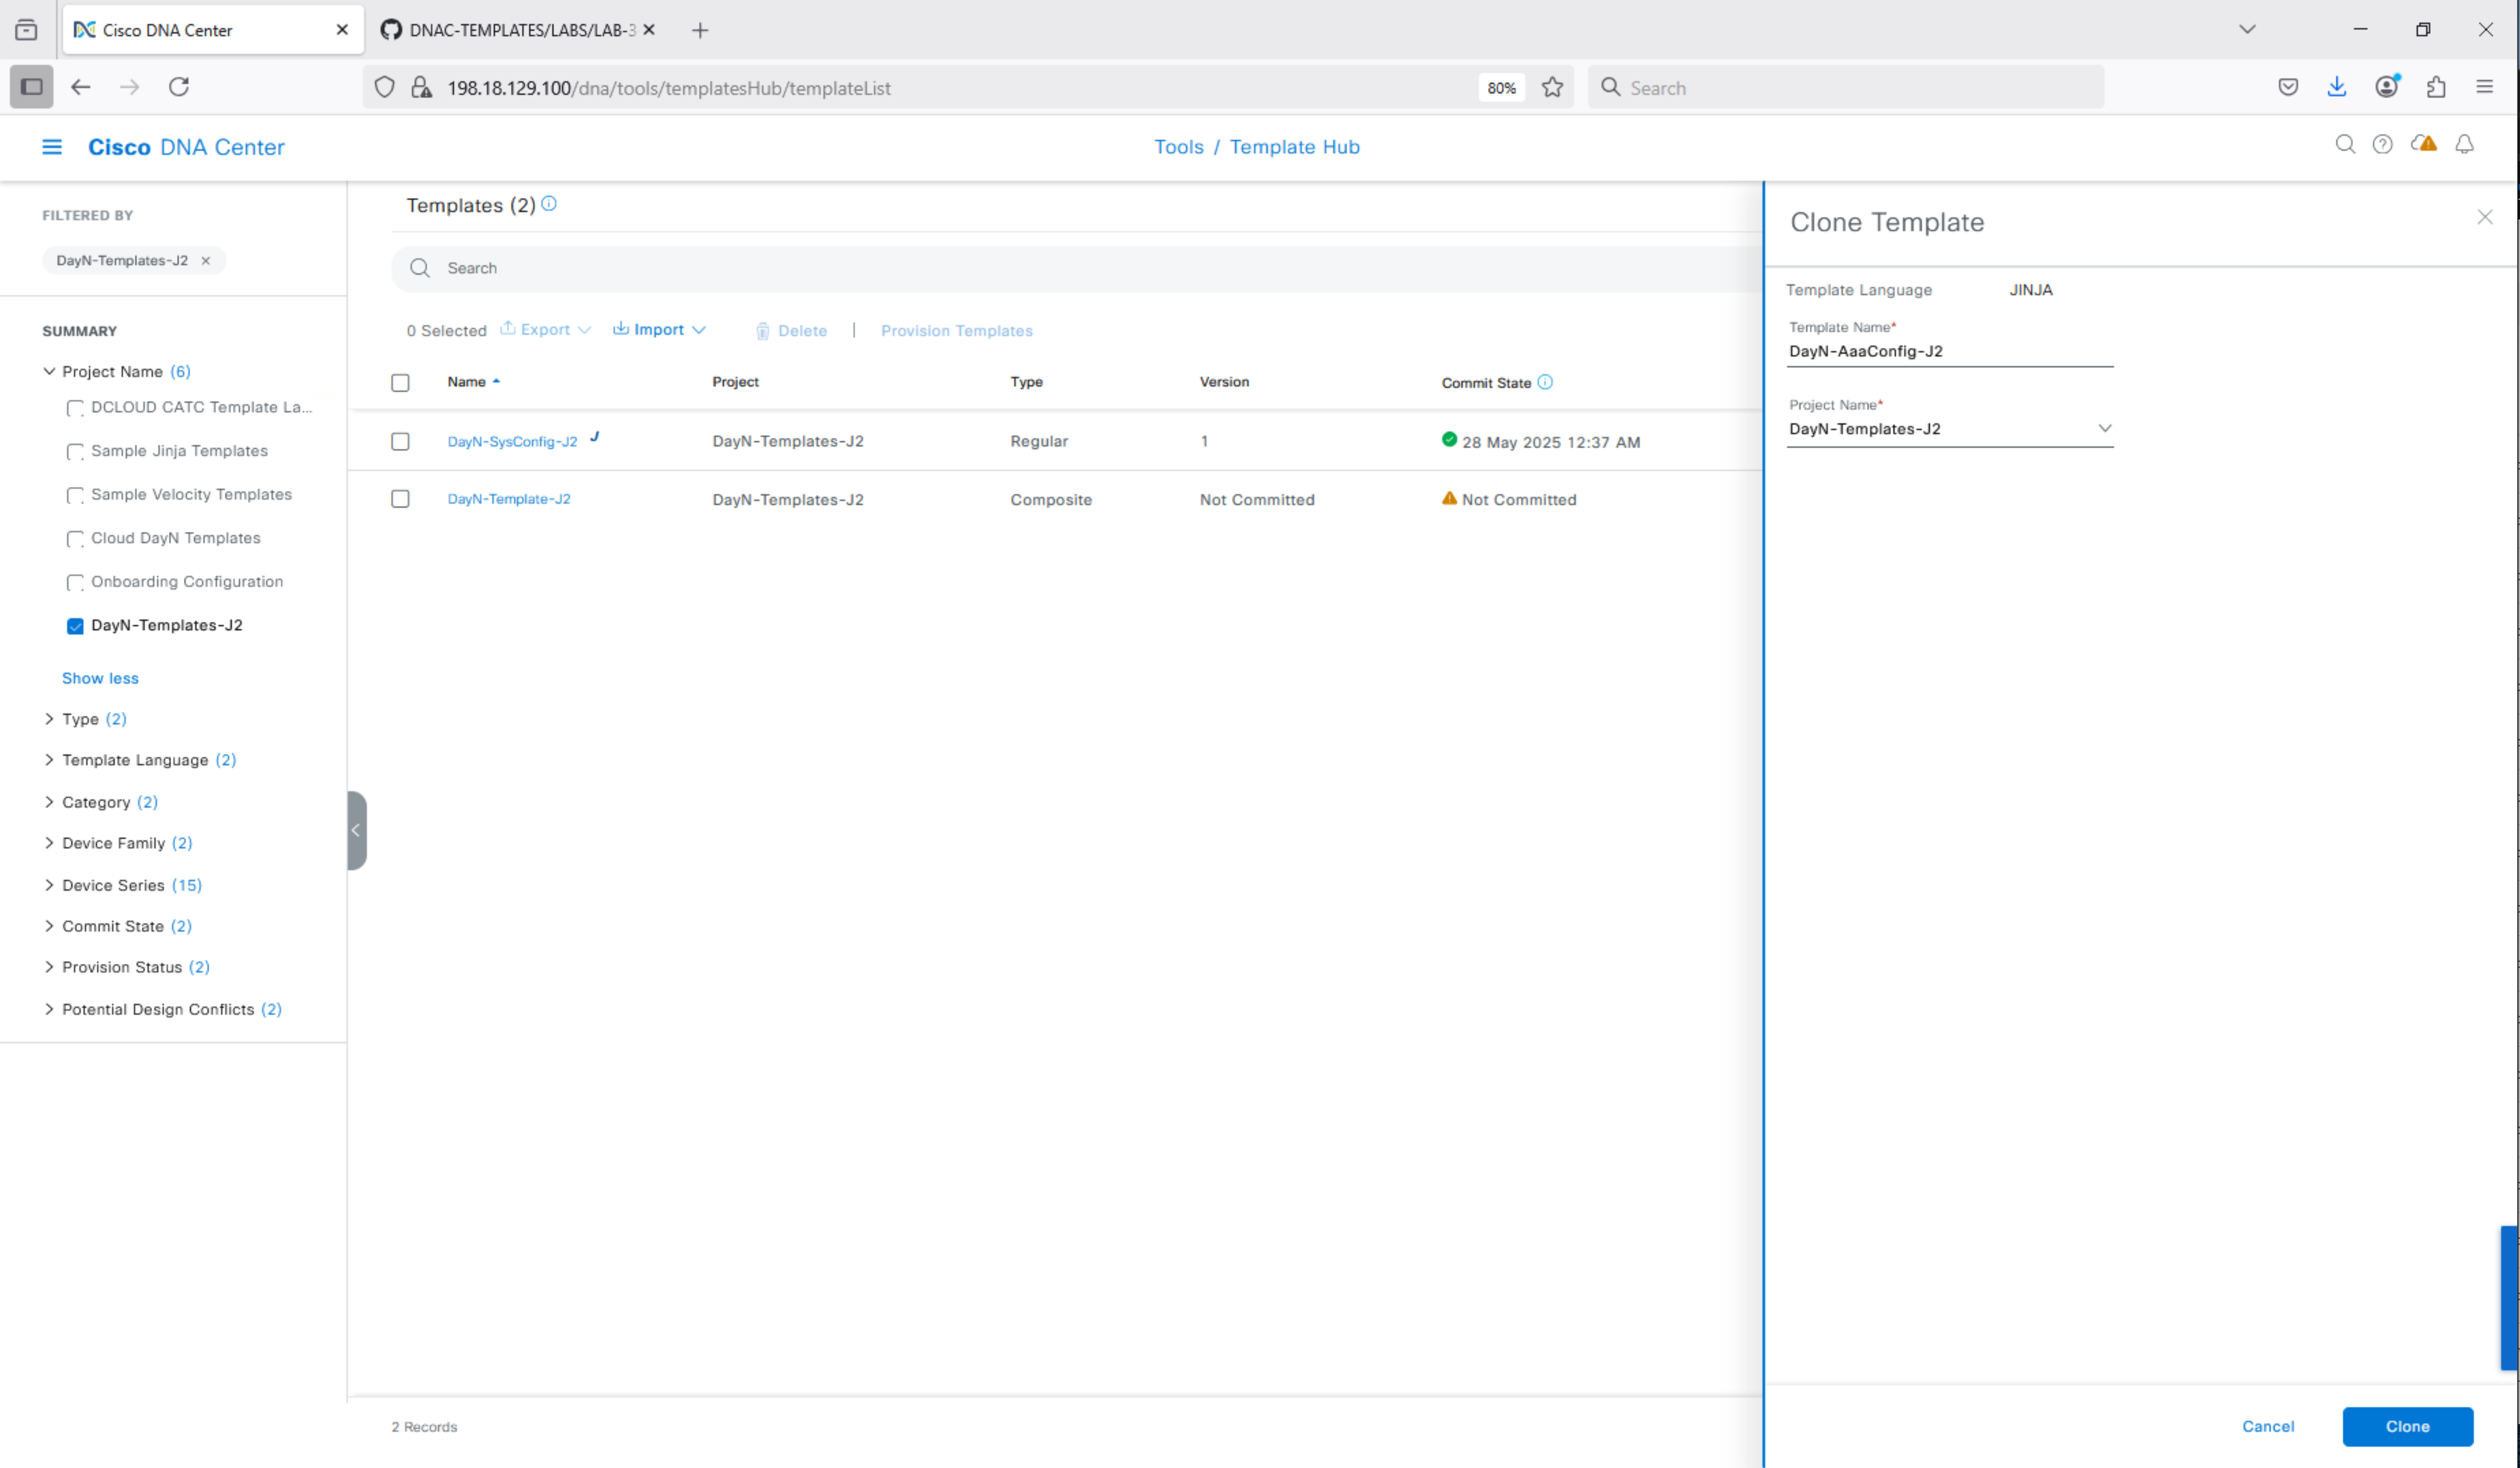 Cisco DNA Center
DNAC-TEMPLATES/LABS/LAB-3
198.18.129.100/dna/tools/templatesHub/templateList
80%
Search
Cisco DNA Center
Tools / Template Hub
FILTERED BY
DayN-Templates-J2
SUMMARY
Project Name (6)
DCLOUD CATC Template La...
Sample Jinja Templates
Sample Velocity Templates
Cloud DayN Templates
Onboarding Configuration
DayN-Templates-J2
Show less
Type (2)
Template Language (2)
Category (2)
Device Family (2)
Device Series (15)
Commit State (2)
Provision Status (2)
Potential Design Conflicts (2)
Templates (2)
Search
0 Selected Export Import Delete | Provision Templates
Name Project Type Version Commit State
DayN-SysConfig-J2 J DayN-Templates-J2 Regular 1 28 May 2025 12:37 AM
DayN-Template-J2 DayN-Templates-J2 Composite Not Committed Not Committed
2 Records
Clone Template
Template Language JINJA
Template Name*
DayN-AaaConfig-J2
Project Name*
DayN-Templates-J2
Cancel Clone